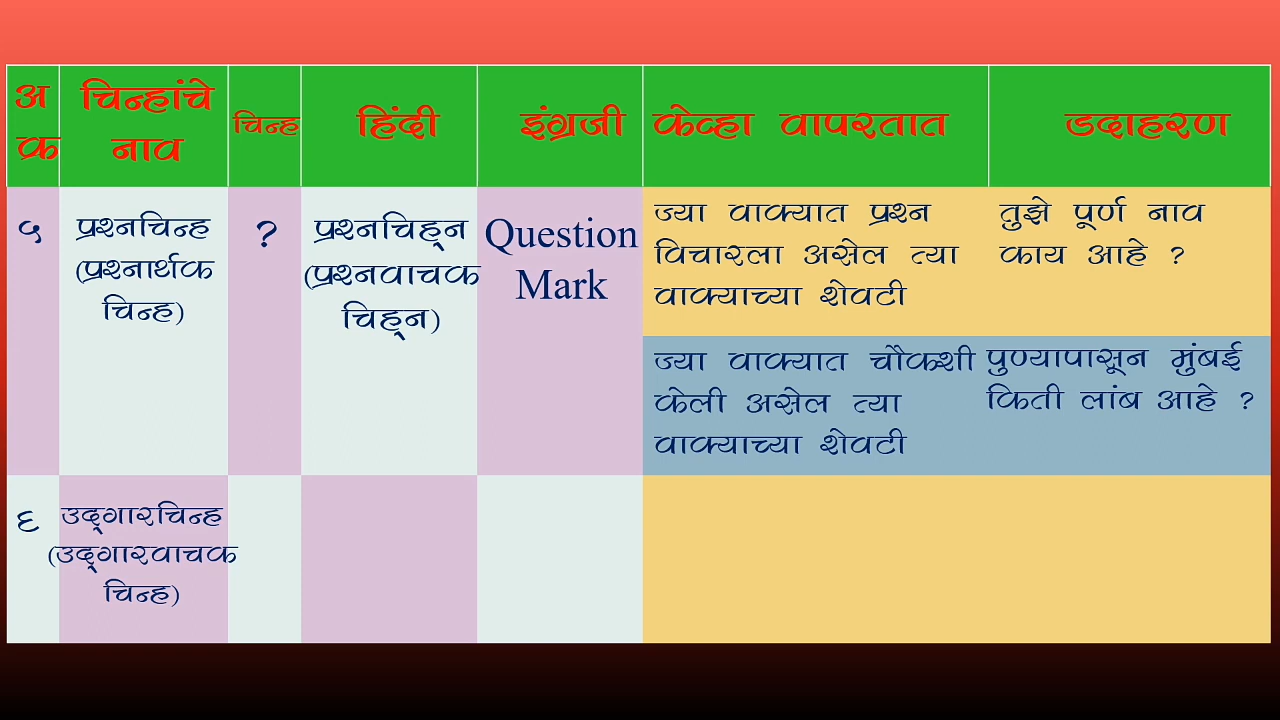 अ क्र
चिन्हांचे नाव
चिन्ह
हिंदी
इंग्रजी
केव्हा वापरतात
उदाहरण
५
प्रश्नचिन्ह
(प्रश्नार्थक
चिन्ह)
?
प्रश्नचिह्न
(प्रश्नवाचक
चिह्न)
Question
Mark
ज्या वाक्यात प्रश्न
विचारला असेल त्या
वाक्याच्या शेवटी
तुझे पूर्ण नाव
काय आहे ?
ज्या वाक्यात चौकशी
केली असेल त्या
वाक्याच्या शेवटी
पुण्यापासून मुंबई
किती लांब आहे ?
६
उद्‌गारचिन्ह
(उद्‌गारवाचक
चिन्ह)